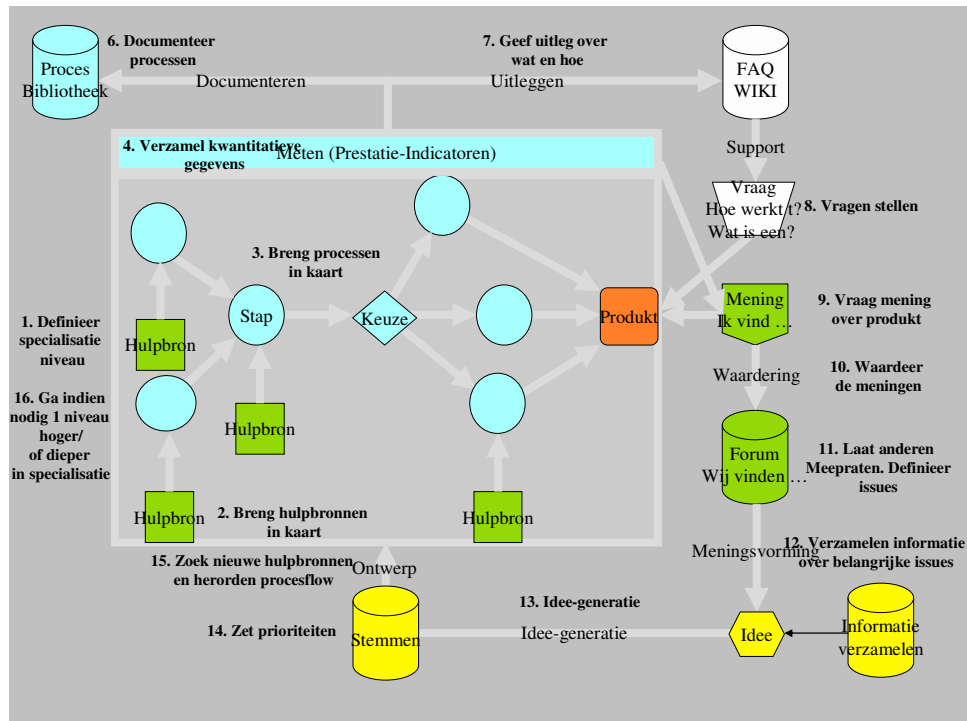 6. Documenteer
processen
7. Geef uitleg over
wat en hoe
Proces
Bibliotheek
Documenteren
Uitleggen
FAQ
WIKI
4. Verzamel kwantitatieve
gegevens
Meten (Prestatie-Indicatoren)
Support
Vraag
Hoe werkt t?
Wat is een?
8. Vragen stellen
3. Breng processen
in kaart
Stap
Keuze
Produkt
Mening
Ik vind …
9. Vraag mening
over produkt
1. Definieer
specialisatie
niveau
Hulpbron
Waardering
10. Waardeer
de meningen
16. Ga indien
nodig 1 niveau
hoger/
of dieper
in specialisatie
Hulpbron
Forum
Wij vinden …
11. Laat anderen
Meepraten. Definieer
issues
Hulpbron
2. Breng hulpbronnen
in kaart
Hulpbron
Meningsvorming
12. Verzamelen informatie
over belangrijke issues
15. Zoek nieuwe hulpbronnen
en herorden procesflow
Ontwerp
13. Idee-generatie
14. Zet prioriteiten
Stemmen
Idee-generatie
Idee
Informatie
verzamelen